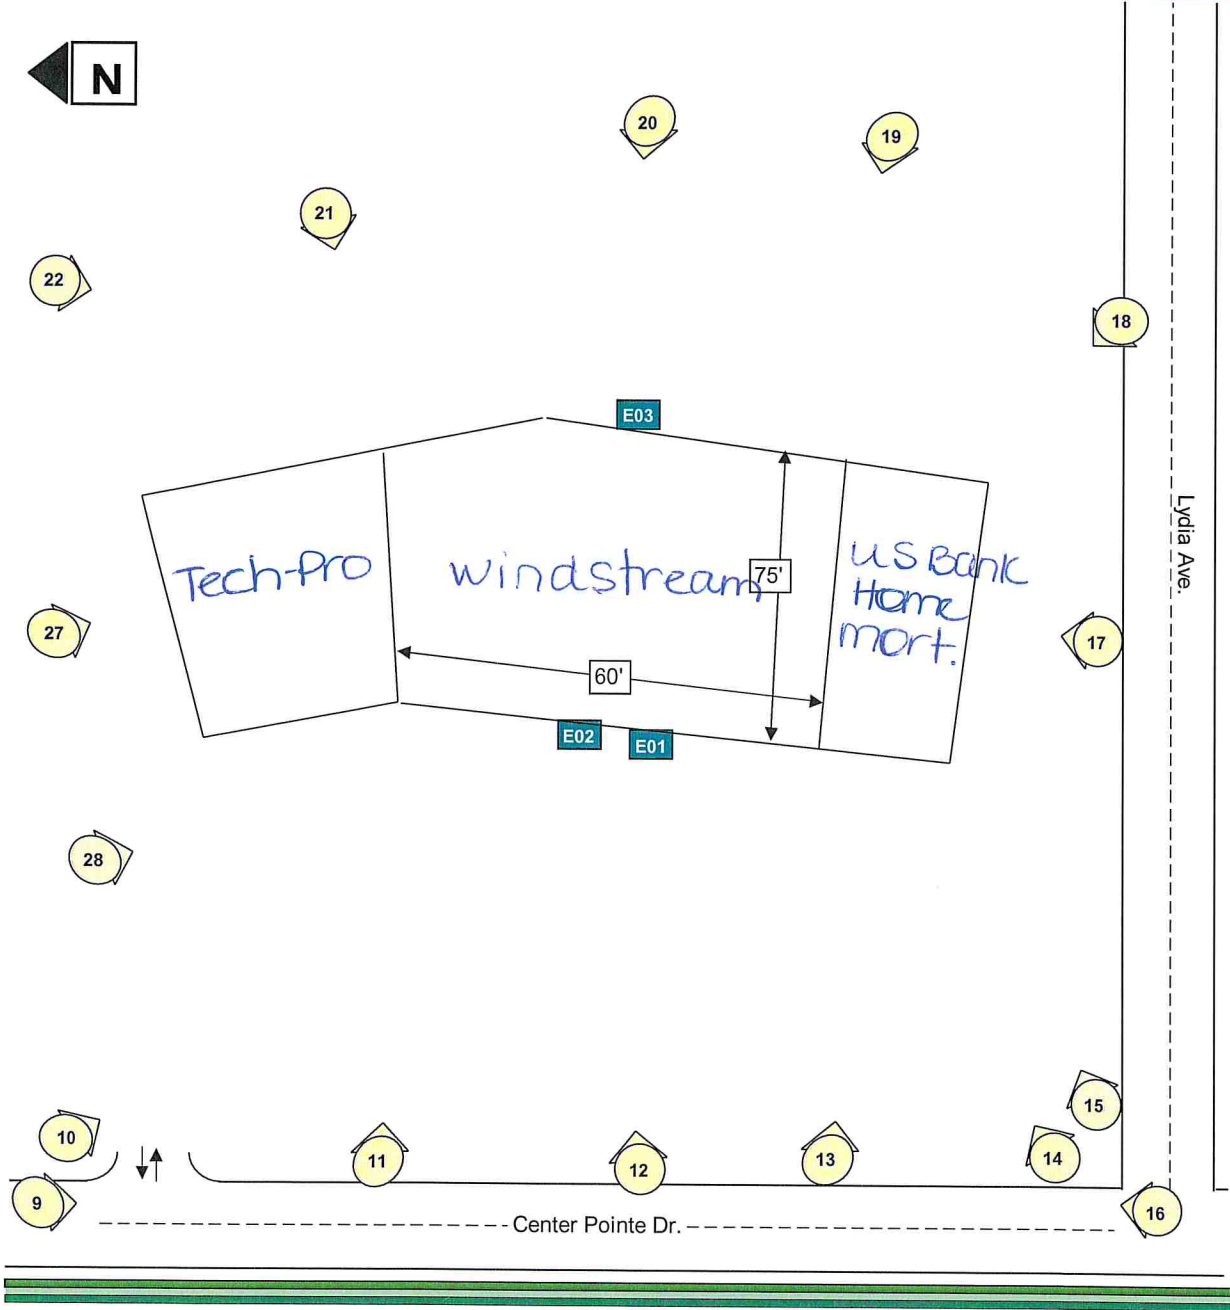 N
20
19
21
22
18
E03
Lydia Ave.
Tech-Pro
windstream
75'
US Bank
Home
mort.
27
17
60'
E02
E01
28
15
10
11
12
13
14
9
16
Center Pointe Dr.